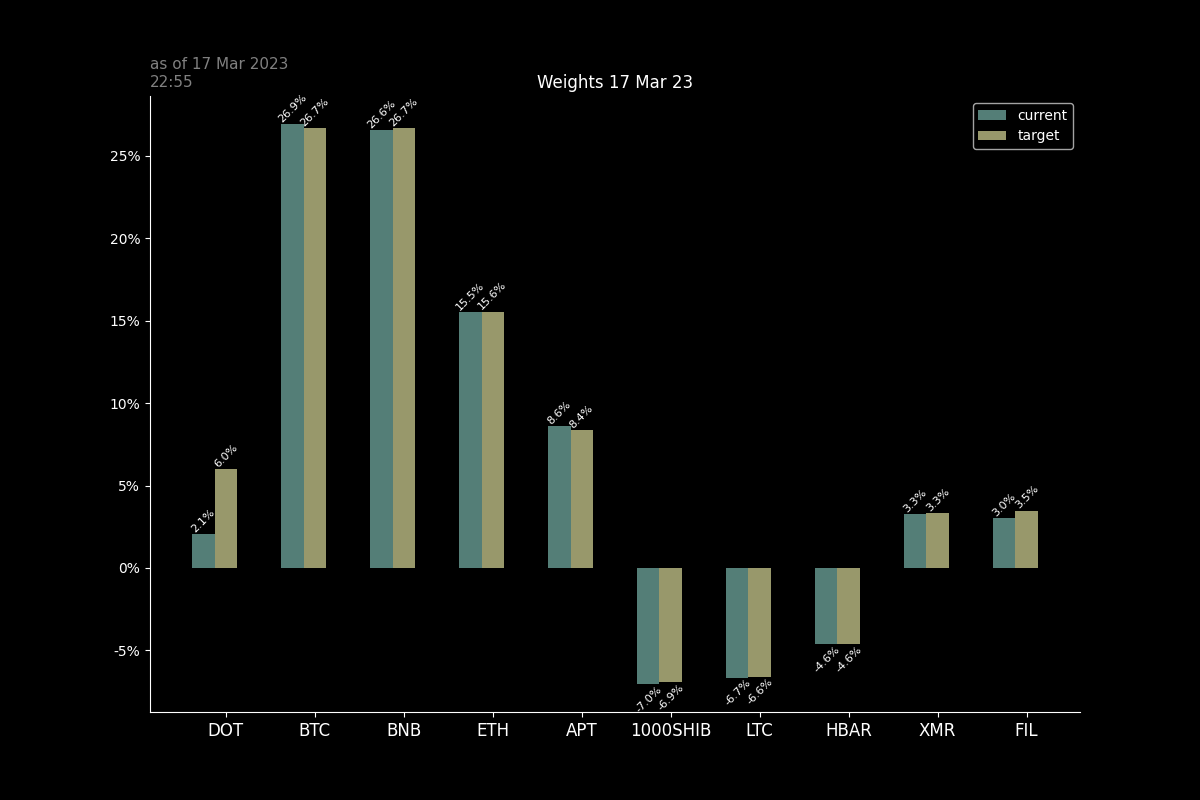 as of 17 Mar 2023
22:55
Weights 17 Mar 23
current
target
26.9%
26.7%
26.6%
26.7%
25%
20%
15.5%
15.6%
15%
10%
8.6%
8.4%
2.1%
6.0%
5%
3.3%
3.3%
3.0%
3.5%
0%
-5%
-7.0%
-6.9%
-6.7%
-6.6%
-4.6%
-4.6%
DOT
BTC
BNB
ETH
APT
1000SHIB
LTC
HBAR
XMR
FIL